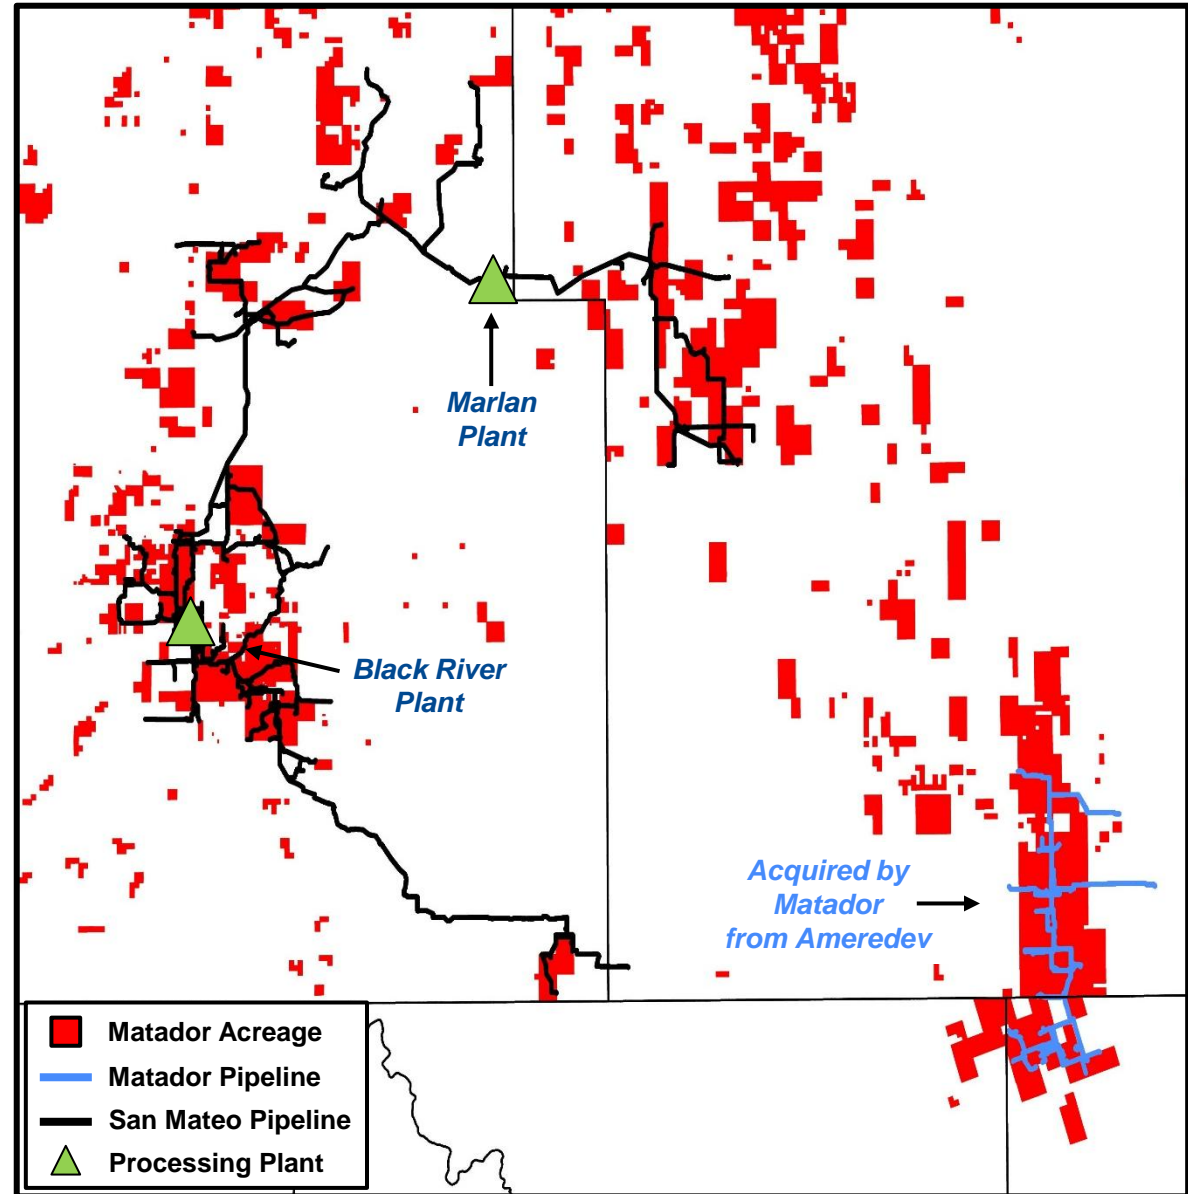 Marlan
Plant
Black River
Plant
Acquired by
Matador
from Ameredev
Matador Acreage
Matador Pipeline
San Mateo Pipeline
Processing Plant